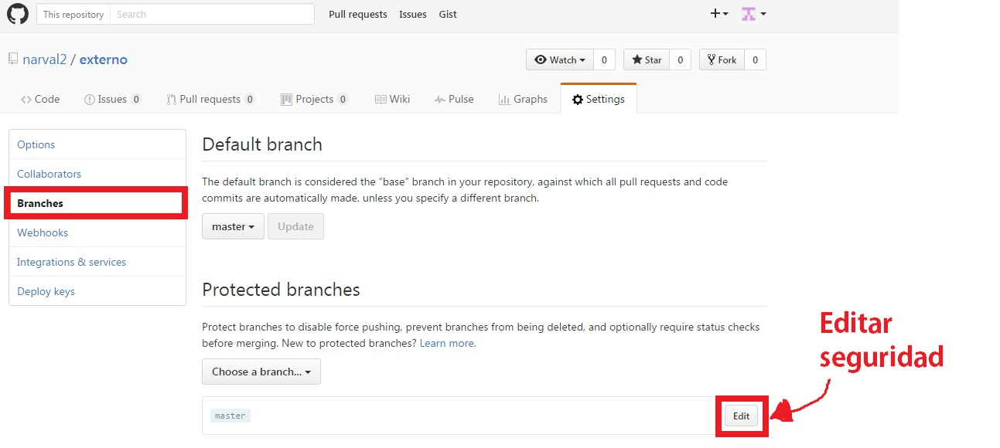 This repository Search Pull requests Issues Gist
narval2 / externo Watch 0 Star 0 Fork 0
Code Issues 0 Pull requests 0 Projects 0 Wiki Pulse Graphs Settings
Options
Collaborators
Branches
Webhooks
Integrations & services
Deploy keys
Default branch
The default branch is considered the “base” branch in your repository, against which all pull requests and code
commits are automatically made, unless you specify a different branch.
master Update
Protected branches
Protect branches to disable force pushing, prevent branches from being deleted, and optionally require status checks
before merging. New to protected branches? Learn more.
Choose a branch...
master Edit
Editar
seguridad